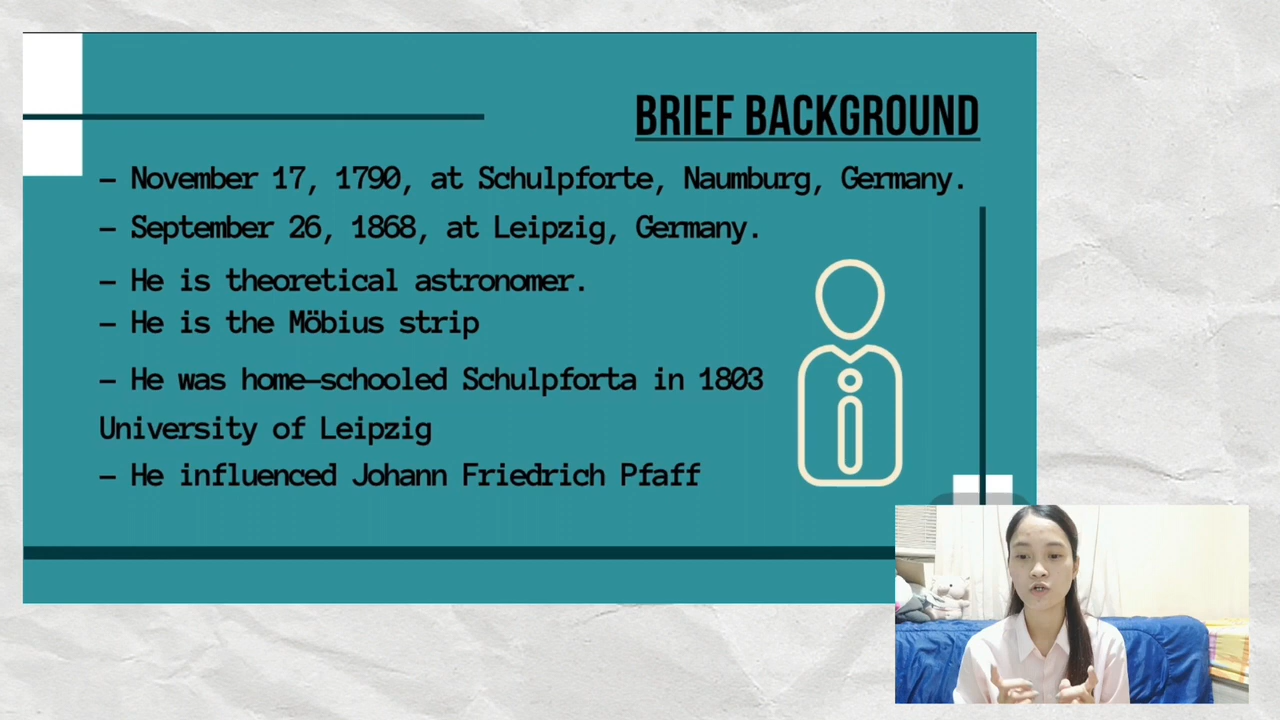 BRIEF BACKGROUND
- November 17, 1790, at Schulpforte, Naumburg, Germany.
- September 26, 1868, at Leipzig, Germany.
- He is theoretical astronomer.
- He is the Möbius strip
- He was home-schooled Schulpforta in 1803
University of Leipzig
- He influenced Johann Friedrich Pfaff